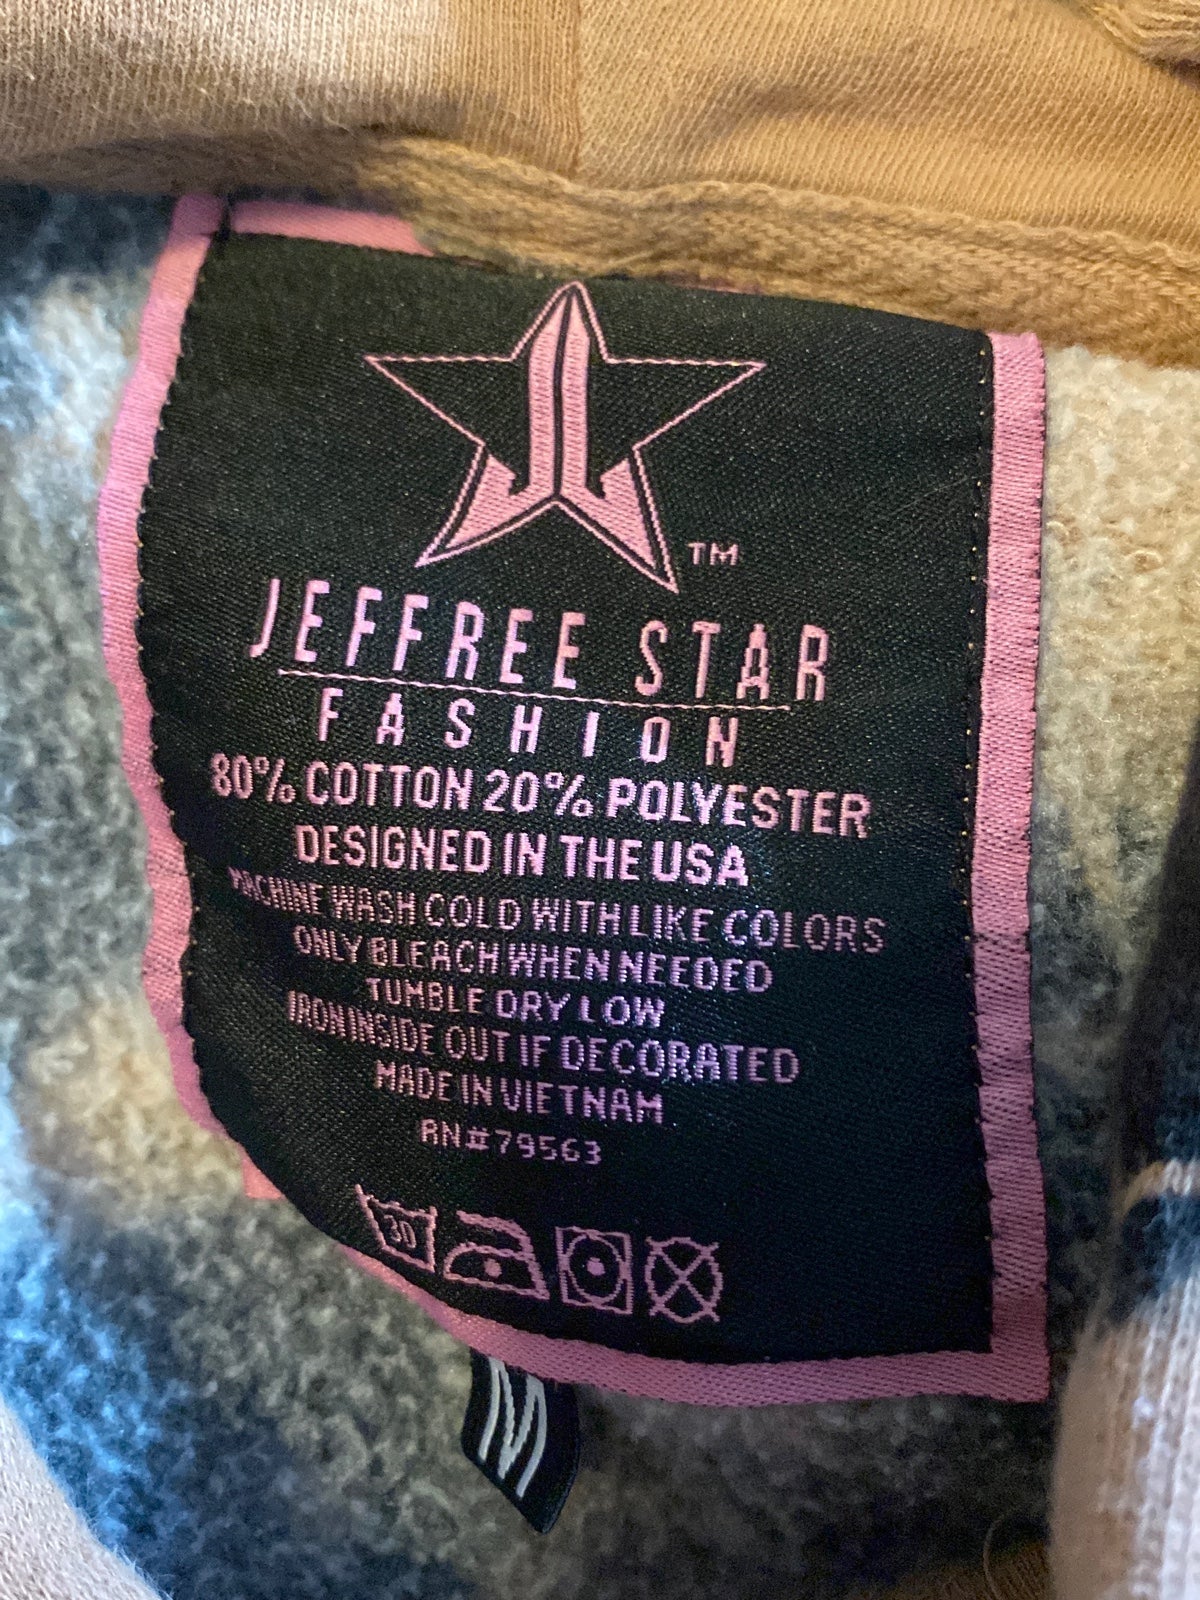 TM
JEFFREE STAR
FASHION
80% COTTON 20% POLYESTER
DESIGNED IN THE USA
MACHINE WASH COLD WITH LIKE COLORS
ONLY BLEACH WHEN NEEDED
TUMBLE DRY LOW
IRON INSIDE OUT IF DECORATED
MADE IN VIETNAM
RN#79563
30
M